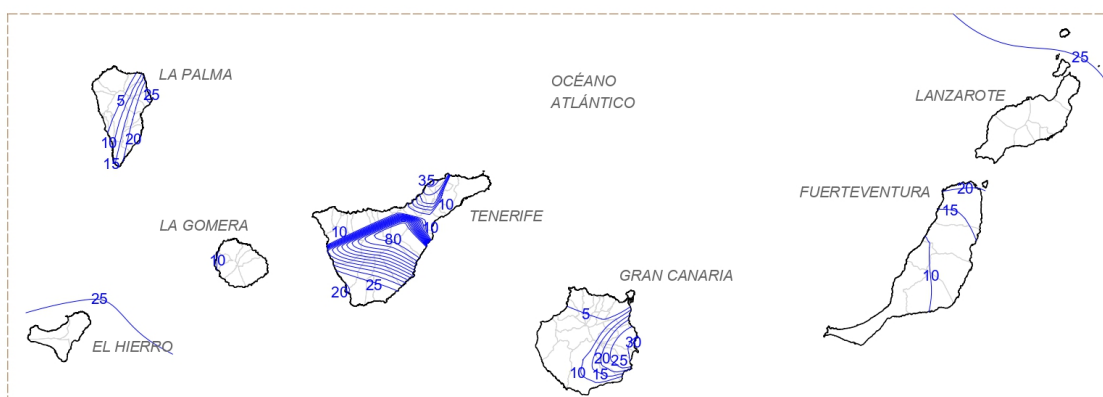 25
LA PALMA
OCÉANO
ATLÁNTICO
5
25
LANZAROTE
10
20
15
35
10
FUERTEVENTURA
20
15
LA GOMERA
10
10
TENERIFE
80
10
10
GRAN CANARIA
25
20
25
5
EL HIERRO
30
20
25
10
15